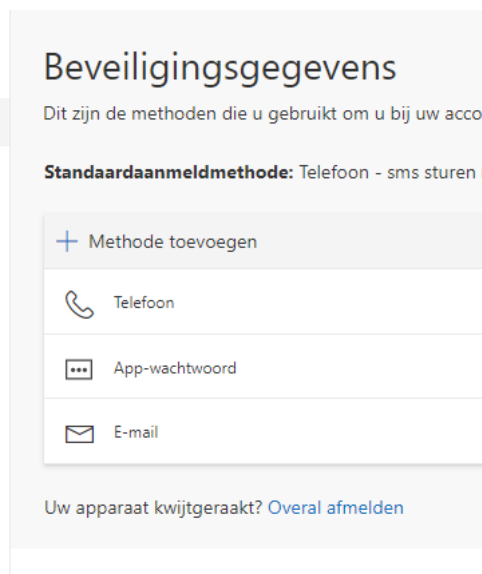 Beveiligingsgegevens
Dit zijn de methoden die u gebruikt om u bij uw acco
Standaardaanmeldmethode: Telefoon - sms sturen
Methode toevoegen
Telefoon
App-wachtwoord
E-mail
Uw apparaat kwijtgeraakt? Overal afmelden